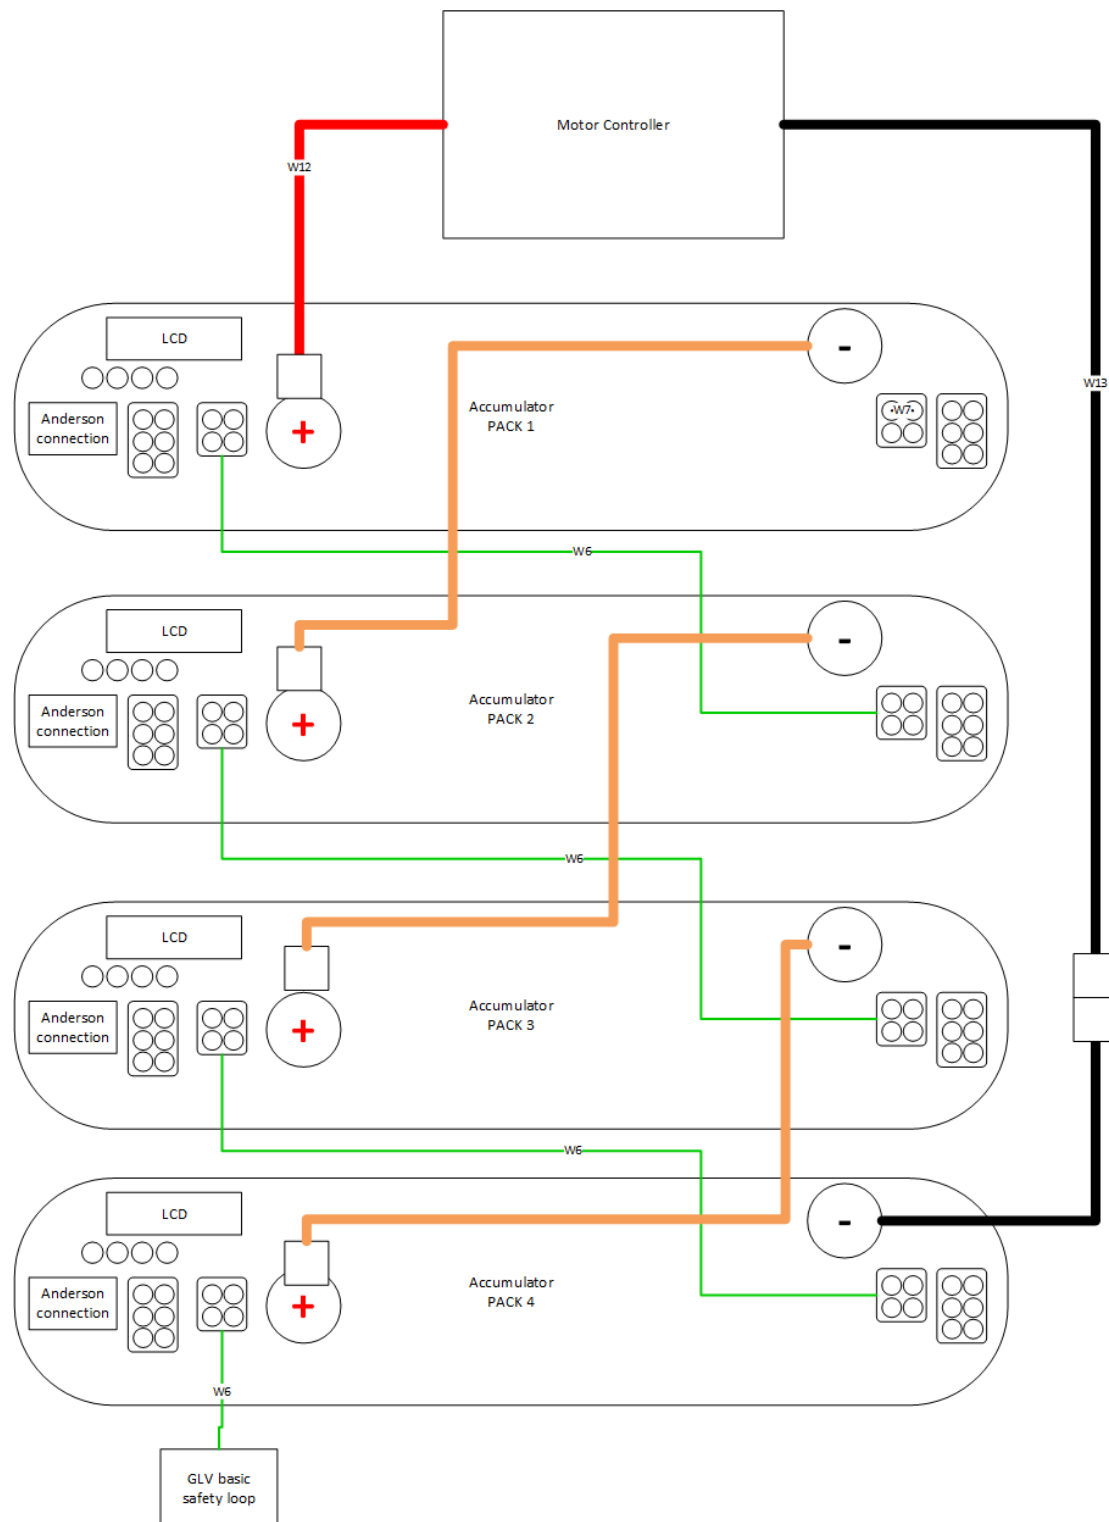 Motor Controller
W12
W13
LCD
Anderson
connection
+
Accumulator
PACK 1
-
•W7•
W6
LCD
Anderson
connection
+
Accumulator
PACK 2
-
W6
LCD
Anderson
connection
+
Accumulator
PACK 3
-
W6
LCD
Anderson
connection
+
Accumulator
PACK 4
-
W6
GLV basic
safety loop